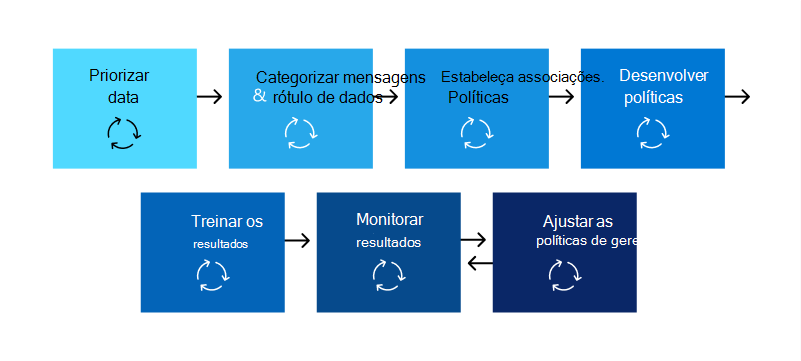 Priorizar
data
Categorizar mensagens
& rótulo de dados
Estabeleça associações.
Políticas
Desenvolver
políticas
Treinar os
resultados
Monitorar
resultados
Ajustar as
políticas de gere